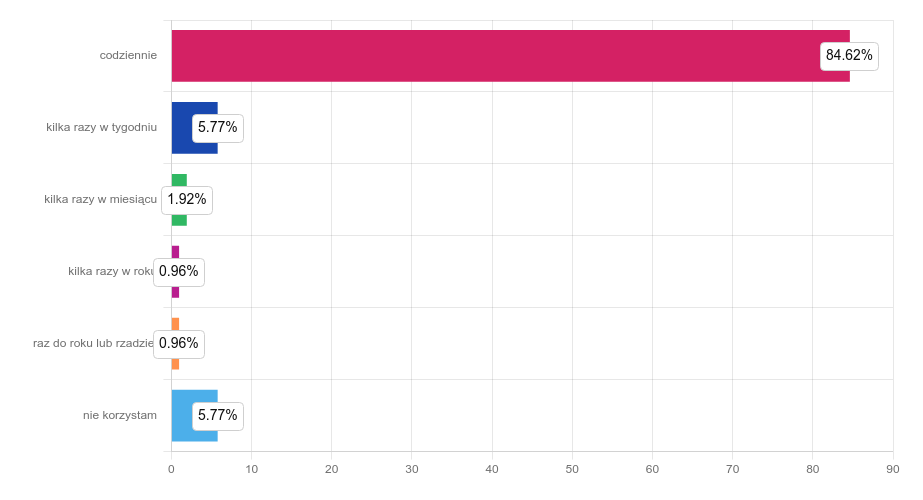 codziennie 84.62%
kilka razy w tygodniu 5.77%
kilka razy w miesiącu 1.92%
kilka razy w roku 0.96%
raz do roku lub rzadzie 0.96%
nie korzystam 5.77%
0 10 20 30 40 50 60 70 80 90